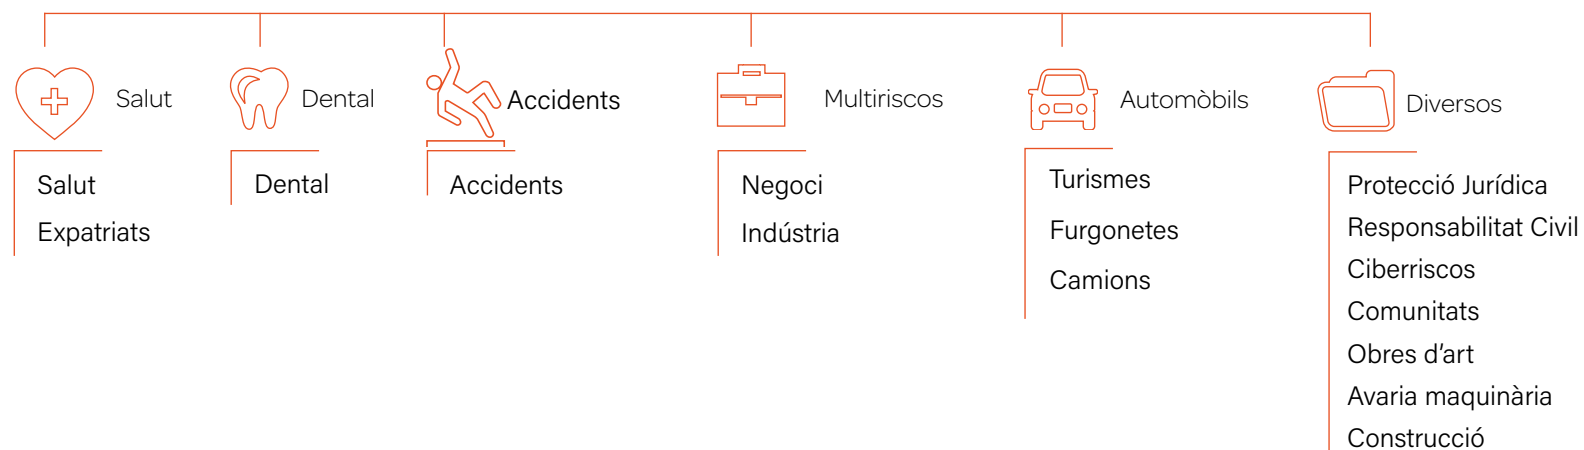 Salut
Dental
Accidents
Multiriscos
Automòbils
Diversos
Salut
Expatriats
Dental
Accidents
Negoci
Indústria
Turismes
Furgonetes
Camions
Protecció Jurídica
Responsabilitat Civil
Ciberriscos
Comunitats
Obres d’art
Avaria maquinària
Construcció